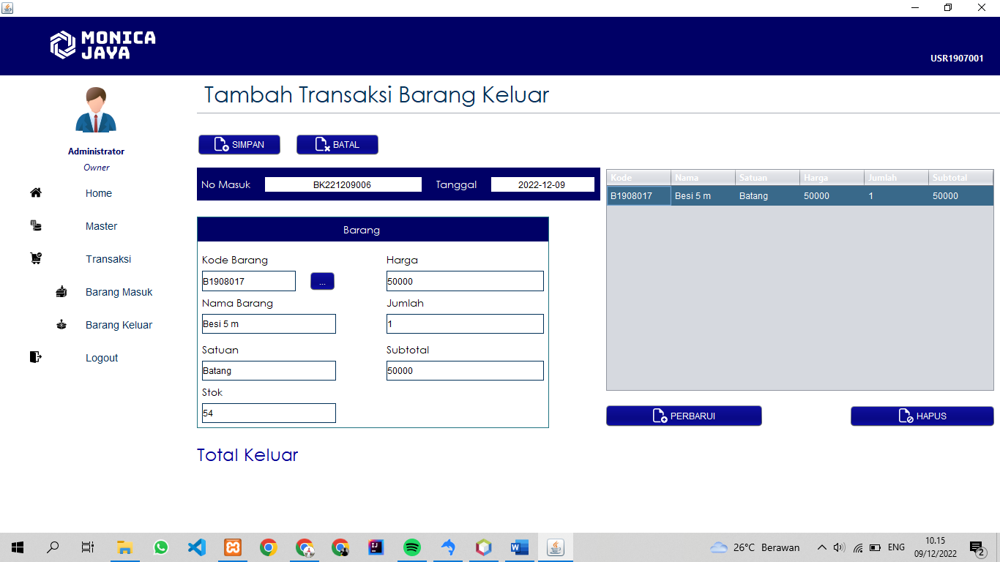 MONICA
JAYA
USR1907001
Administrator
Owner
Home
Master
Transaksi
Barang Masuk
Barang Keluar
Logout
Tambah Transaksi Barang Keluar
SIMPAN BATAL
No Masuk BK221209006 Tanggal 2022-12-09
Barang
Kode Barang Harga
B1908017 ... 50000
Nama Barang Jumlah
Besi 5 m 1
Satuan Subtotal
Batang 50000
Stok
54
Total Keluar
Kode Nama Satuan Harga Jumlah Subtotal
B1908017 Besi 5 m Batang 50000 1 50000
PERBARUI HAPUS
26°C Berawan ENG
10.15
09/12/2022
2